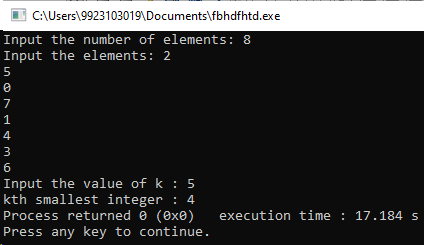 C:\Users\9923103019\Documents\fbhdfhtd.exe
Input the number of elements: 8
Input the elements: 2
5
0
7
1
4
3
6
Input the value of k : 5
kth smallest integer : 4
Process returned 0 (0x0)   execution time : 17.184 s
Press any key to continue.